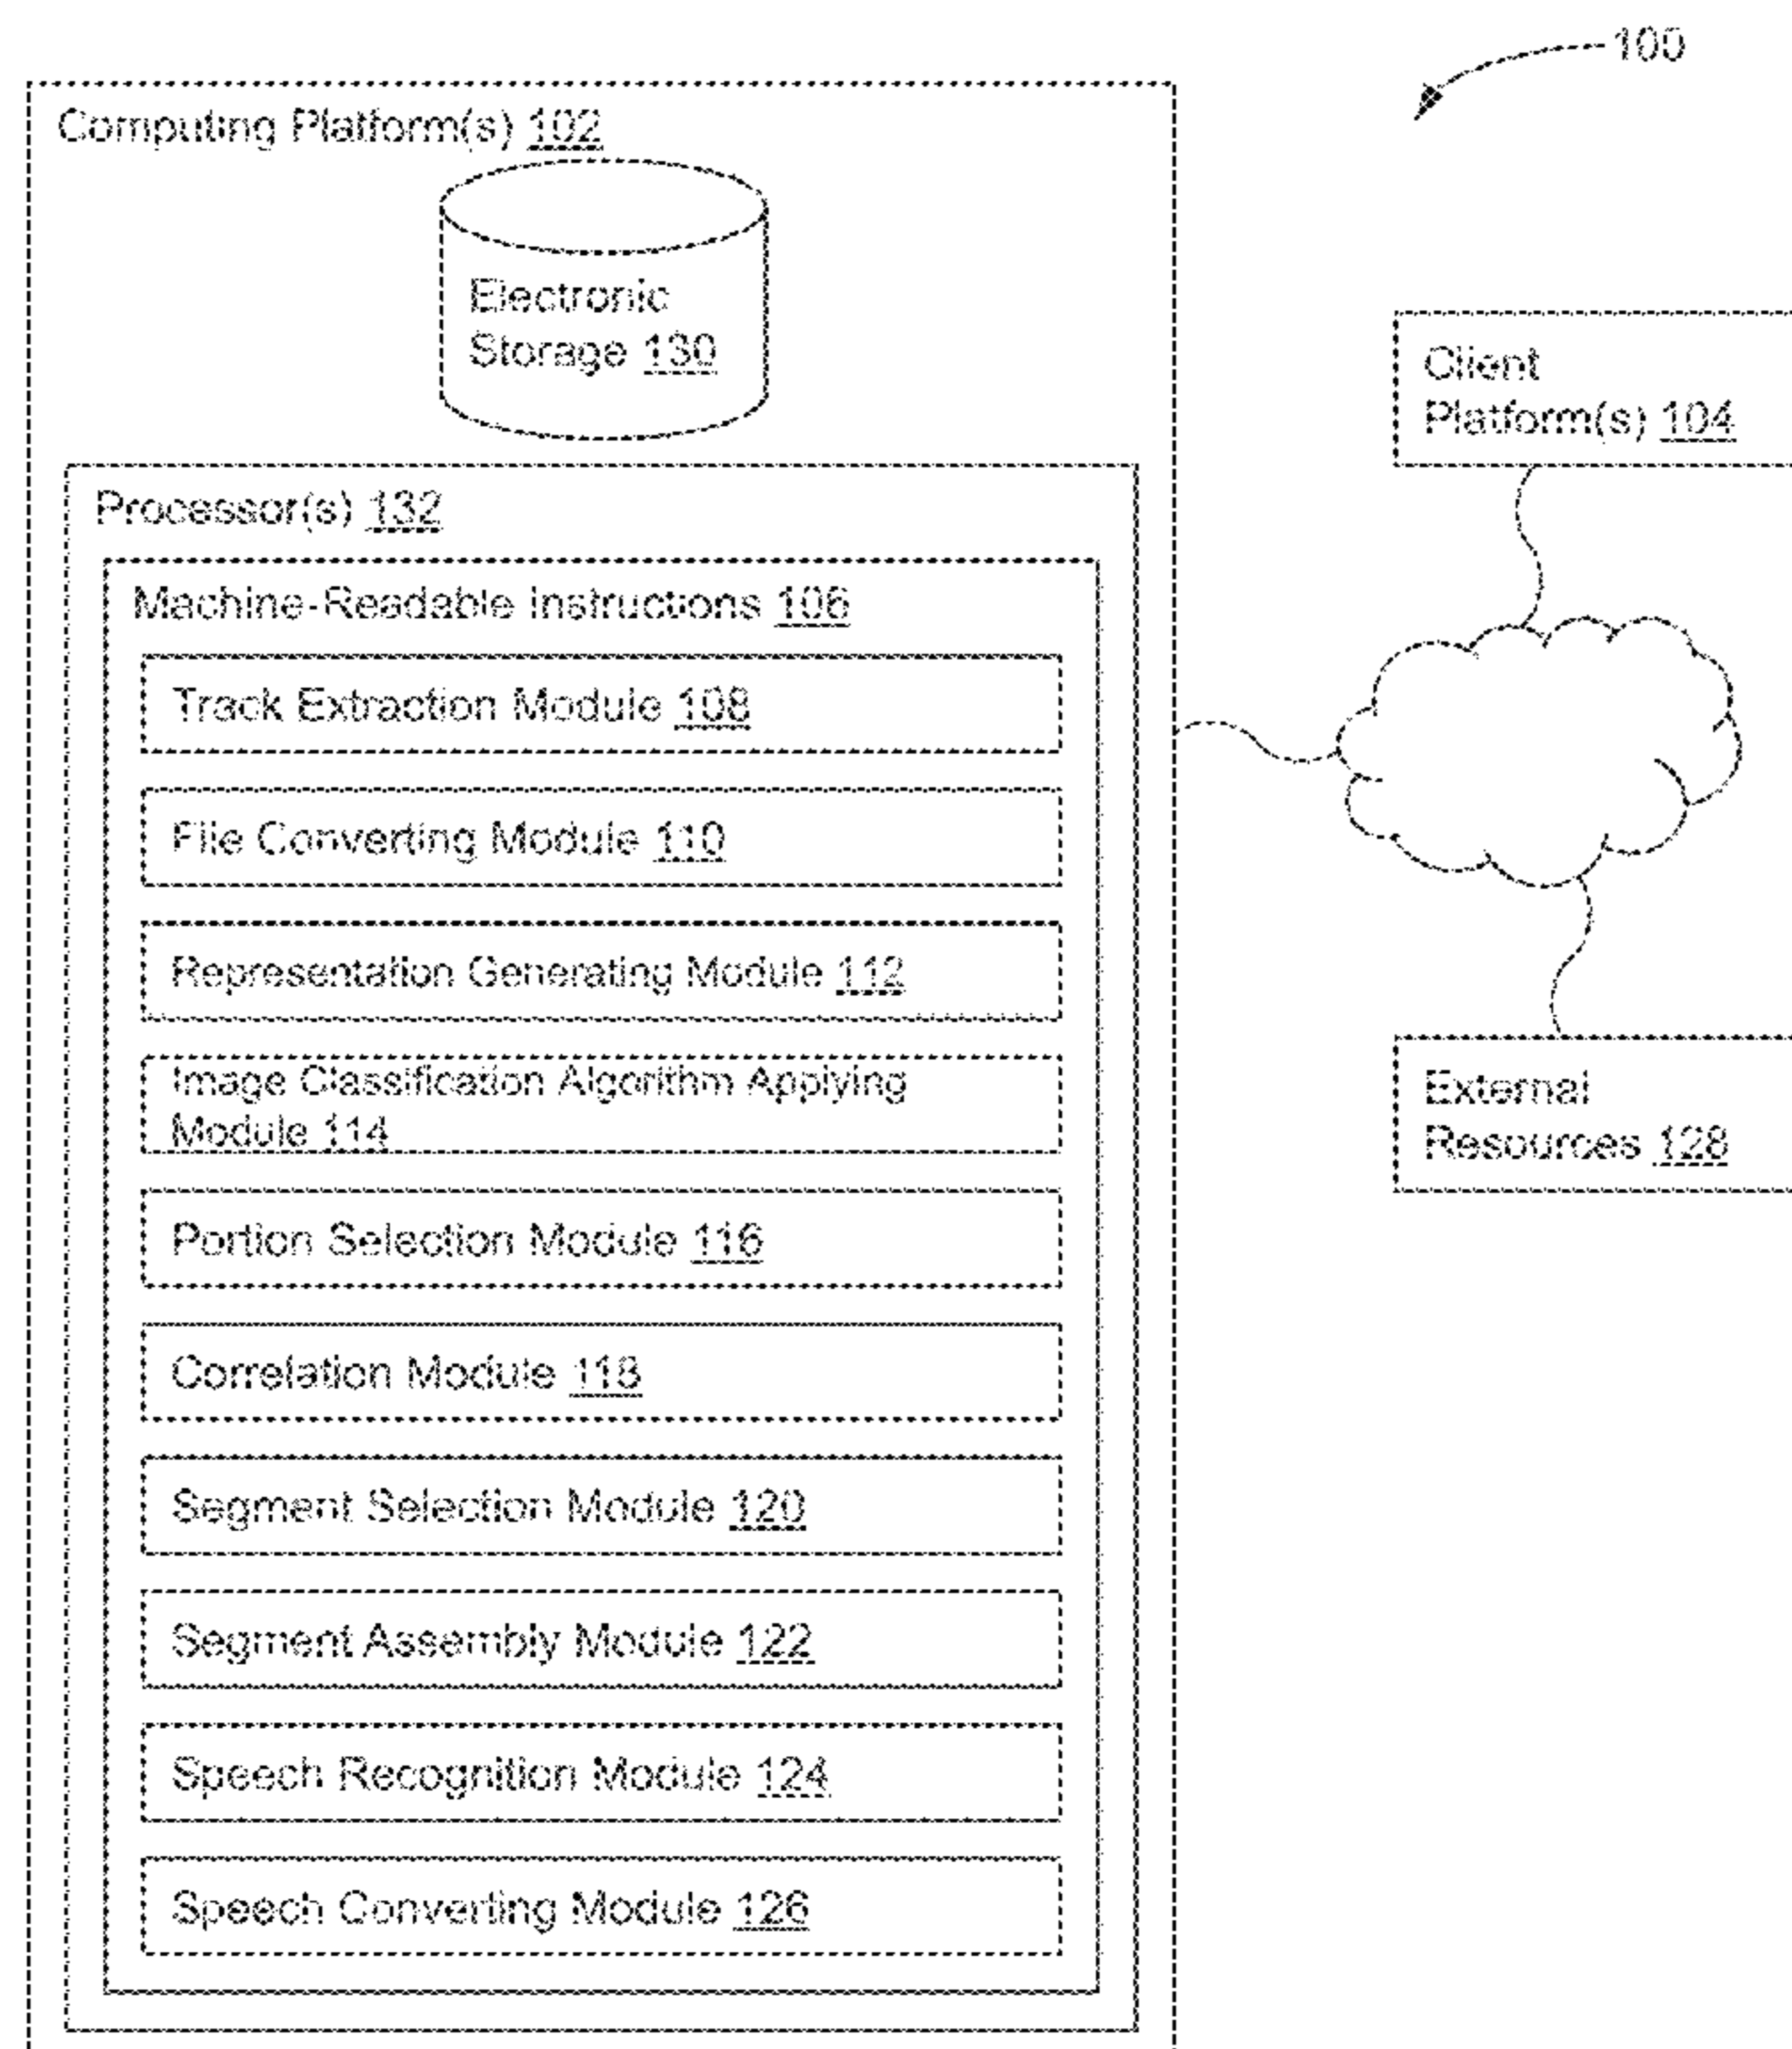 100
Computing Platform(s) 102
Electronic
Storage 130
Client
Platform(s) 104
Processor(s) 132
Machine-Readable Instructions 106
Track Extraction Module 108
File Converting Module 110
Representation Generating Module 112
Image Classification Algorithm Applying
Module 114
External
Resources 128
Portion Selection Module 116
Correlation Module 118
Segment Selection Module 120
Segment Assembly Module 122
Speech Recognition Module 124
Speech Converting Module 126